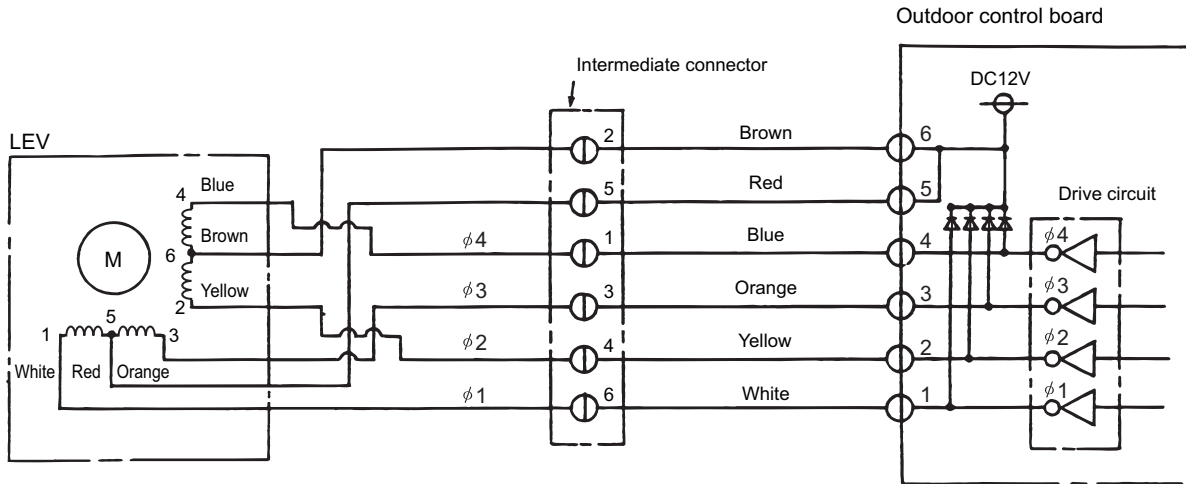 Outdoor control board
Intermediate connector
DC12V
LEV
2 Brown 6
4 Blue
5 Red 5
Drive circuit
Brown
6
M
ϕ4 1 Blue 4 ϕ4
Yellow
2
ϕ3 3 Orange 3 ϕ3
1 5 3
ϕ2 4 Yellow 2 ϕ2
White Red Orange
ϕ1 6 White 1 ϕ1